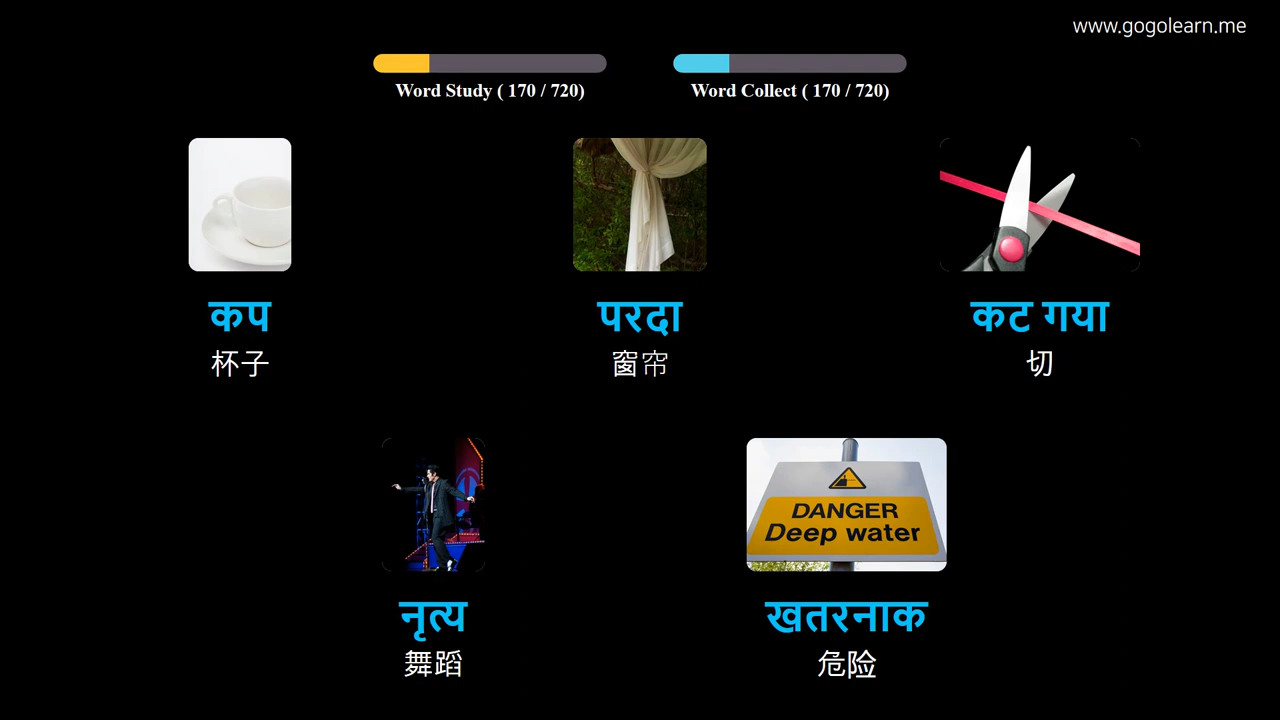 www.gogolearn.me
Word Study ( 170 / 720)
Word Collect ( 170 / 720)
कप
杯子
परदा
窗帘
कट गया
切
DANGER
Deep water
नृत्य
舞蹈
खतरनाक
危险